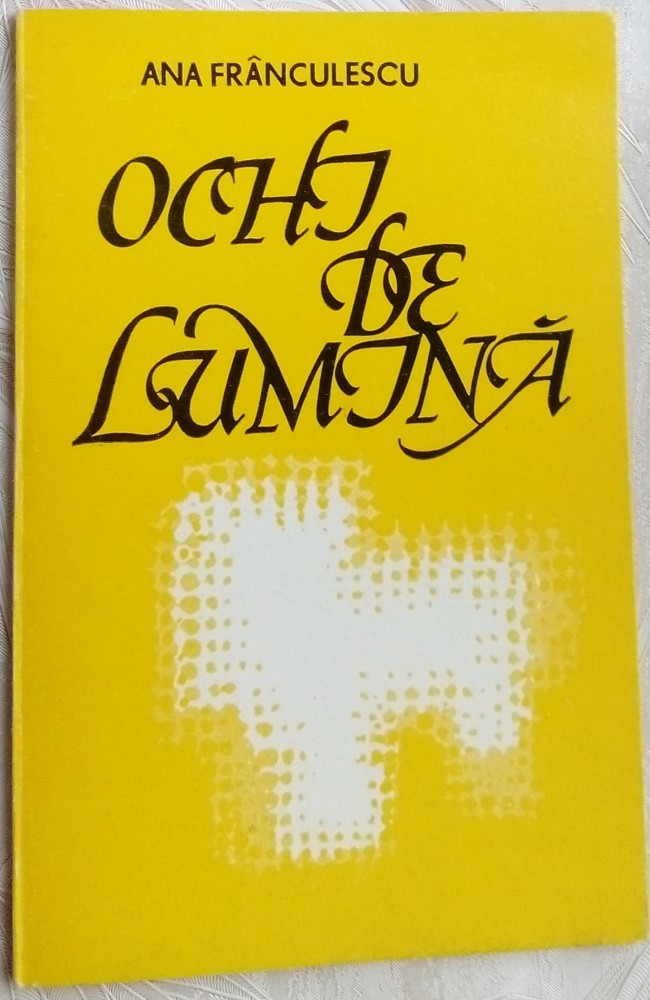 ANA FRÂNCULESCU
OCHI
DE
LUMINĂ